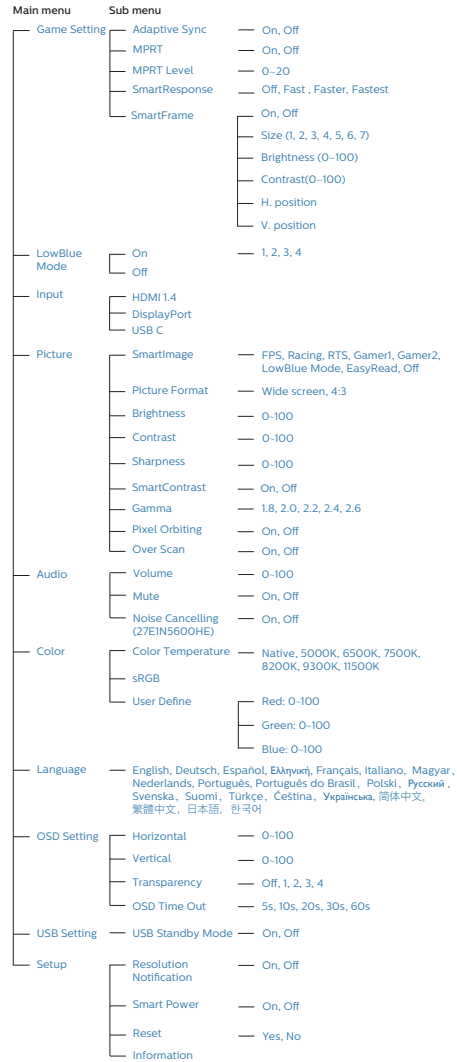 Main menu Sub menu
Game Setting Adaptive Sync On, Off
MPRT On, Off
MPRT Level 0–20
SmartResponse Off, Fast , Faster, Fastest
SmartFrame On, Off
Size (1, 2, 3, 4, 5, 6, 7)
Brightness (0–100)
Contrast(0–100)
H. position
V. position
LowBlue On 1, 2, 3, 4
Mode Off
Input HDMI 1.4
DisplayPort
USB C
Picture SmartImage FPS, Racing, RTS, Gamer1, Gamer2,
LowBlue Mode, EasyRead, Off
Picture Format Wide screen, 4:3
Brightness 0~100
Contrast 0~100
Sharpness 0~100
SmartContrast On, Off
Gamma 1.8, 2.0, 2.2, 2.4, 2.6
Pixel Orbiting On, Off
Over Scan On, Off
Audio Volume 0~100
Mute On, Off
Noise Cancelling On, Off
(27E1N5600HE)
Color Color Temperature Native, 5000K, 6500K, 7500K,
8200K, 9300K, 11500K
sRGB
User Define Red: 0~100
Green: 0~100
Blue: 0~100
Language English, Deutsch, Español, Ελληνική, Français, Italiano, Magyar,
Nederlands, Português, Português do Brasil, Polski, Русский ,
Svenska, Suomi, Türkçe, Čeština, Українська, 简体中文,
繁體中文, 日本語, 한국어
OSD Setting Horizontal 0~100
Vertical 0~100
Transparency Off, 1, 2, 3, 4
OSD Time Out 5s, 10s, 20s, 30s, 60s
USB Setting USB Standby Mode On, Off
Setup Resolution On, Off
Notification
Smart Power On, Off
Reset Yes, No
Information